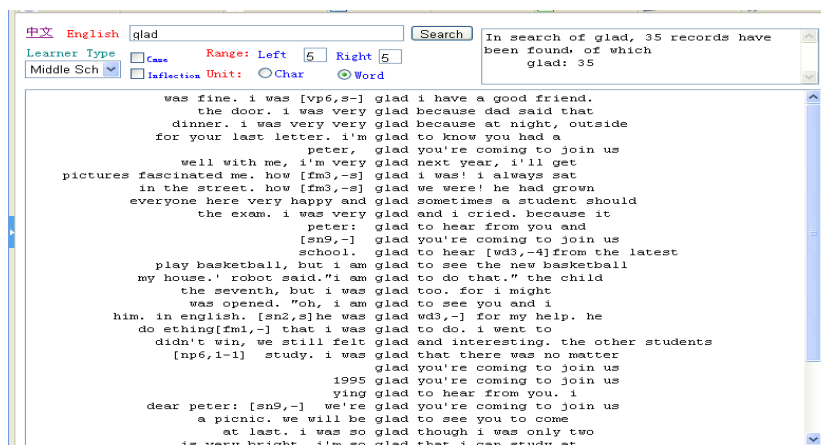 中文 English glad Search
Learner Type Case Range: Left 5 Right 5
Middle Sch Inflection Unit: Char Word
In search of glad, 35 records have
been found, of which
glad: 35
was fine. i was [vp6,s-] glad i have a good friend.
the door. i was very glad because dad said that
dinner. i was very very glad because at night, outside
for your last letter. i'm glad to know you had a
peter, glad you're coming to join us
well with me, i'm very glad next year, i'll get
pictures fascinated me. how [fm3,-s] glad i was! i always sat
in the street. how [fm3,-s] glad we were! he had grown
everyone here very happy and glad sometimes a student should
the exam. i was very glad and i cried. because it
peter: glad to hear from you and
[sn9,-] glad you're coming to join us
school. glad to hear [wd3,-4]from the latest
play basketball, but i am glad to see the new basketball
my house.' robot said."i am glad to do that." the child
the seventh, but i was glad too. for i might
was opened. "oh, i am glad to see you and i
him. in english. [sn2,s]he was glad wd3,-] for my help. he
do ething[fm1,-] that i was glad to do. i went to
didn't win, we still felt glad and interesting. the other students
[np6,1-1] study. i was glad that there was no matter
glad you're coming to join us
1995 glad you're coming to join us
ying glad to hear from you. i
dear peter: [sn9,-] we're glad you're coming to join us
a picnic. we will be glad to see you to come
at last. i was so glad though i was only two
is very bright. i'm so glad that i can study at